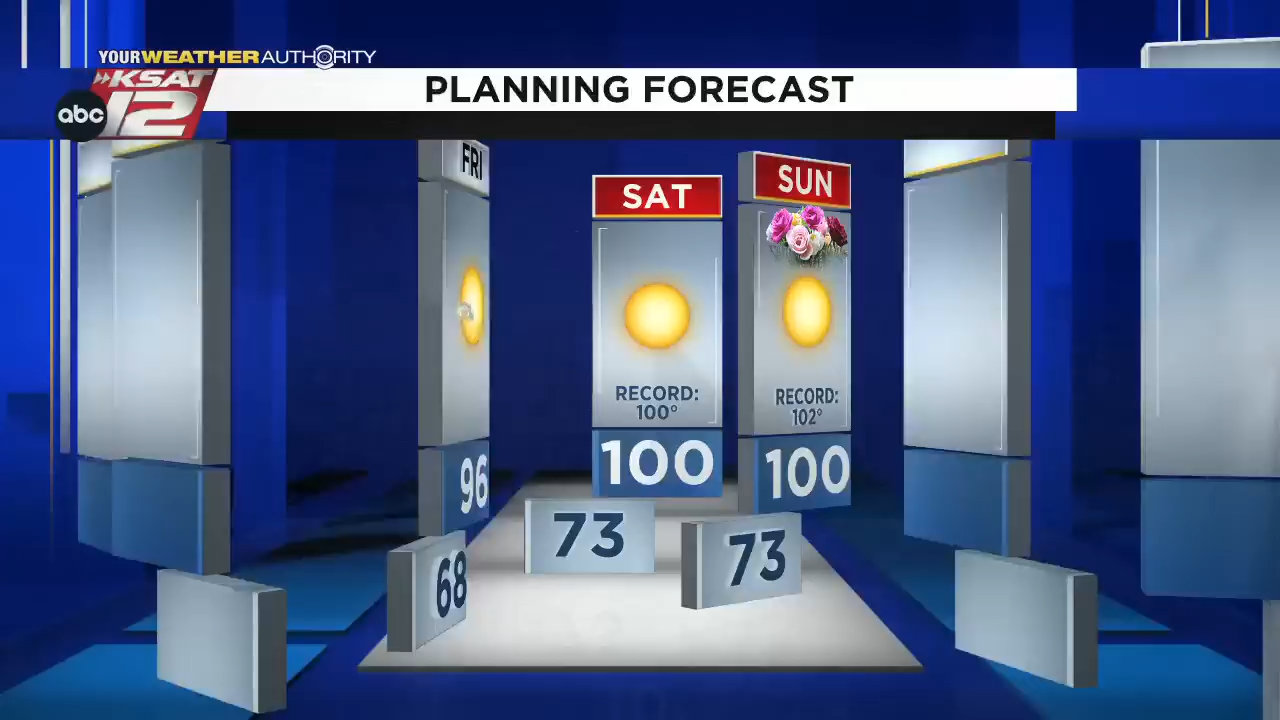 YOURWEATHERAUTHORITY
KSAT
abc
12
PLANNING FORECAST
FRI
96
68
SAT
RECORD:
100°
100
73
SUN
RECORD:
102°
100
73